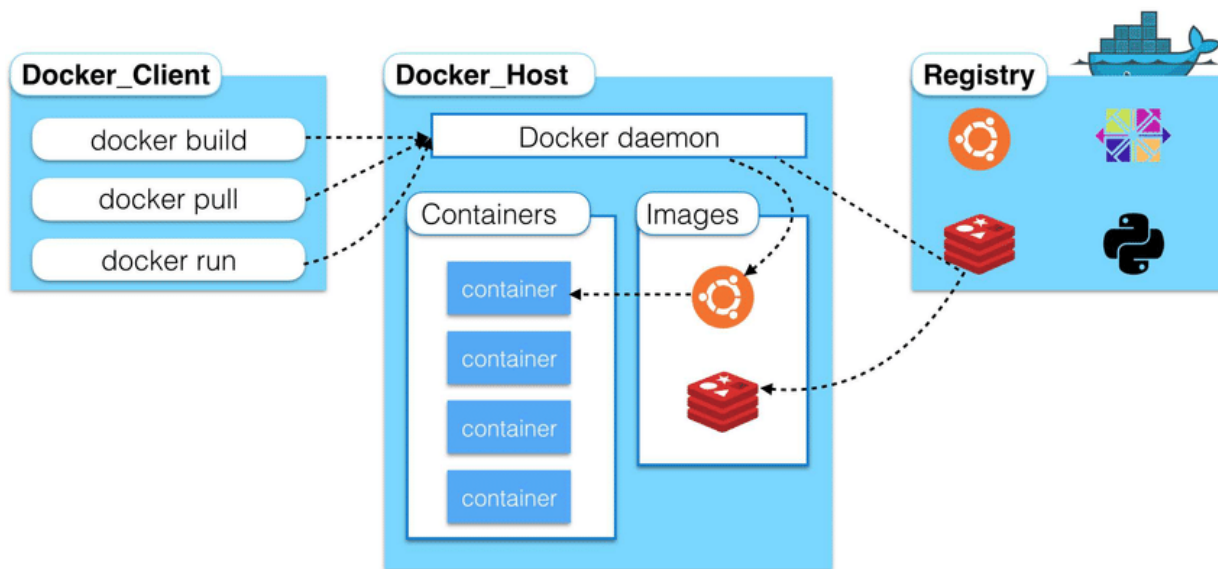 Docker_Client
docker build
docker pull
docker run
Docker_Host
Docker daemon
Containers
container
container
container
container
Images
Registry